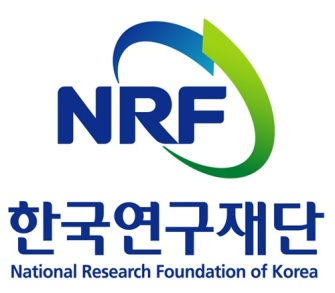 NRF
한국연구재단
National Research Foundation of Korea